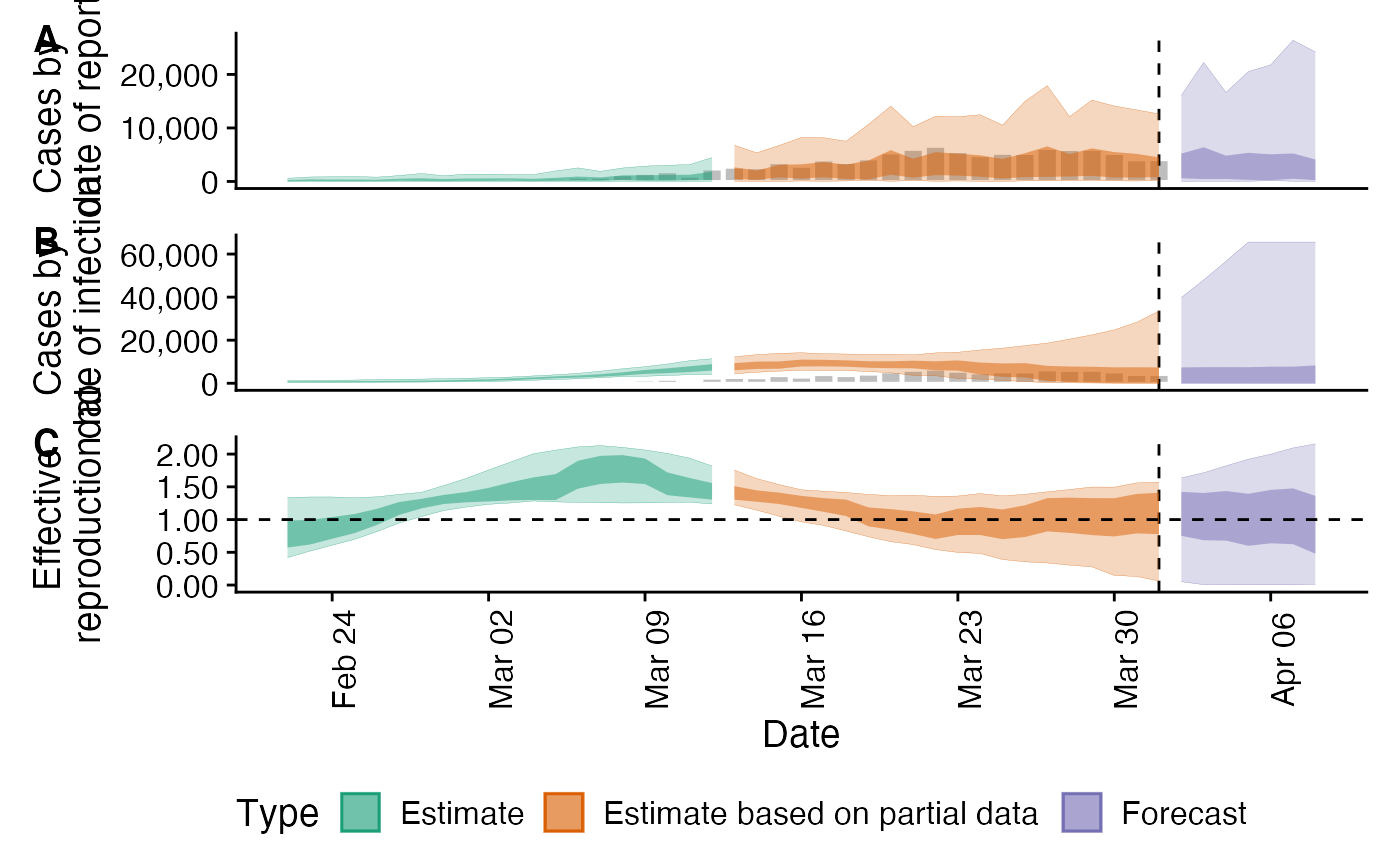 A
Cases by
date of report
20,000
10,000
0
B
Cases by
date of infection
60,000
40,000
20,000
0
C
Effective
reproduction no.
2.00
1.50
1.00
0.50
0.00
Feb 24
Mar 02
Mar 09
Mar 16
Mar 23
Mar 30
Apr 06
Date
Type
Estimate
Estimate based on partial data
Forecast